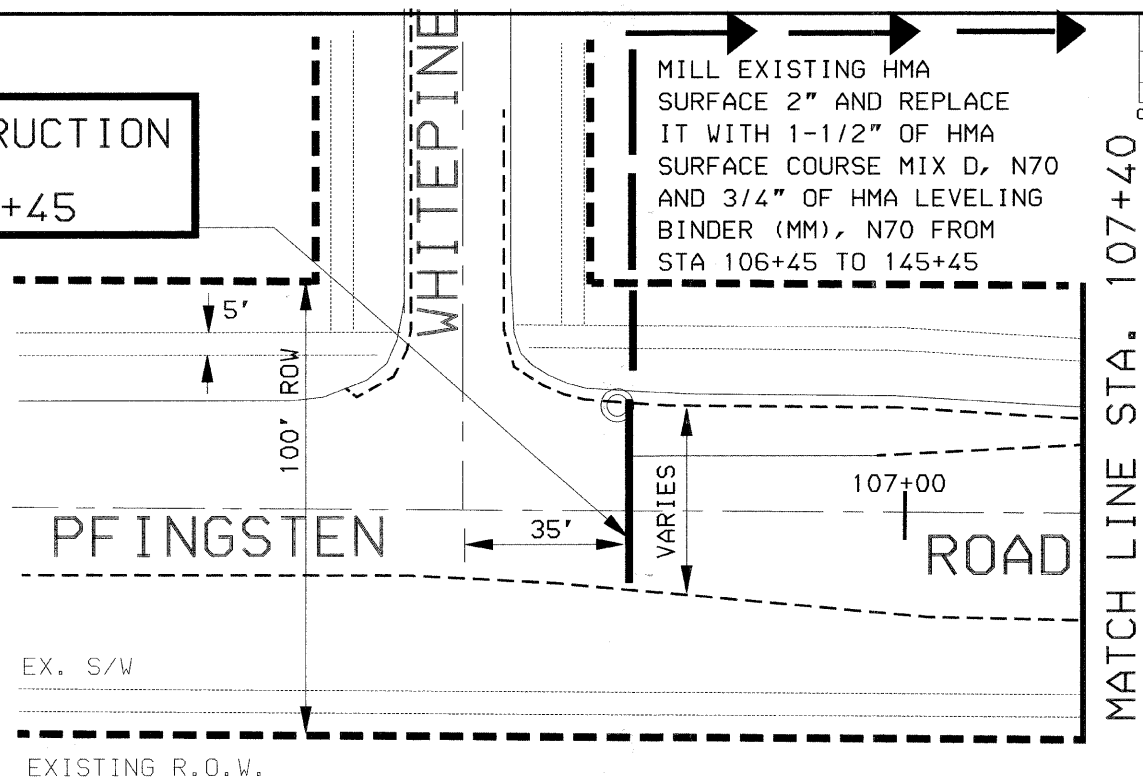 RUCTION
+45
WHITEPINE
MILL EXISTING HMA
SURFACE 2" AND REPLACE
IT WITH 1-1/2" OF HMA
SURFACE COURSE MIX D, N70
AND 3/4" OF HMA LEVELING
BINDER (MM), N70 FROM
STA 106+45 TO 145+45
5'
100' ROW
VARIES
107+00
35'
PFINGSTEN ROAD
MATCH LINE STA. 107+40
EX. S/W
EXISTING R.O.W.